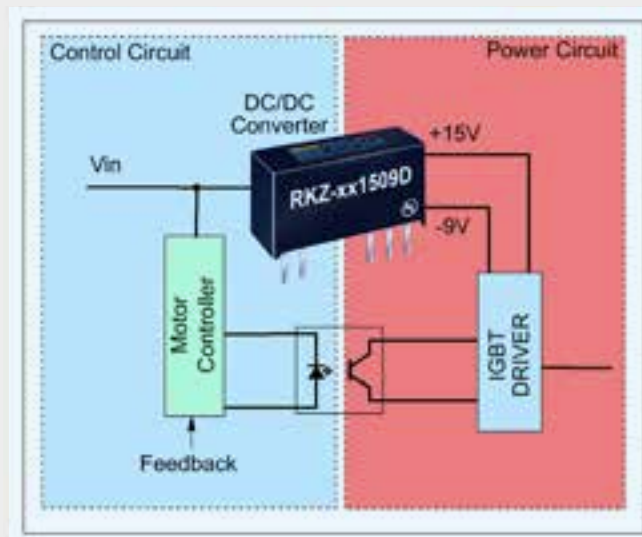 Control Circuit
Power Circuit
DC/DC
Converter
+15V
Vin
RKZ-xx1509D
-9V
Motor
Controller
IGBT
DRIVER
Feedback